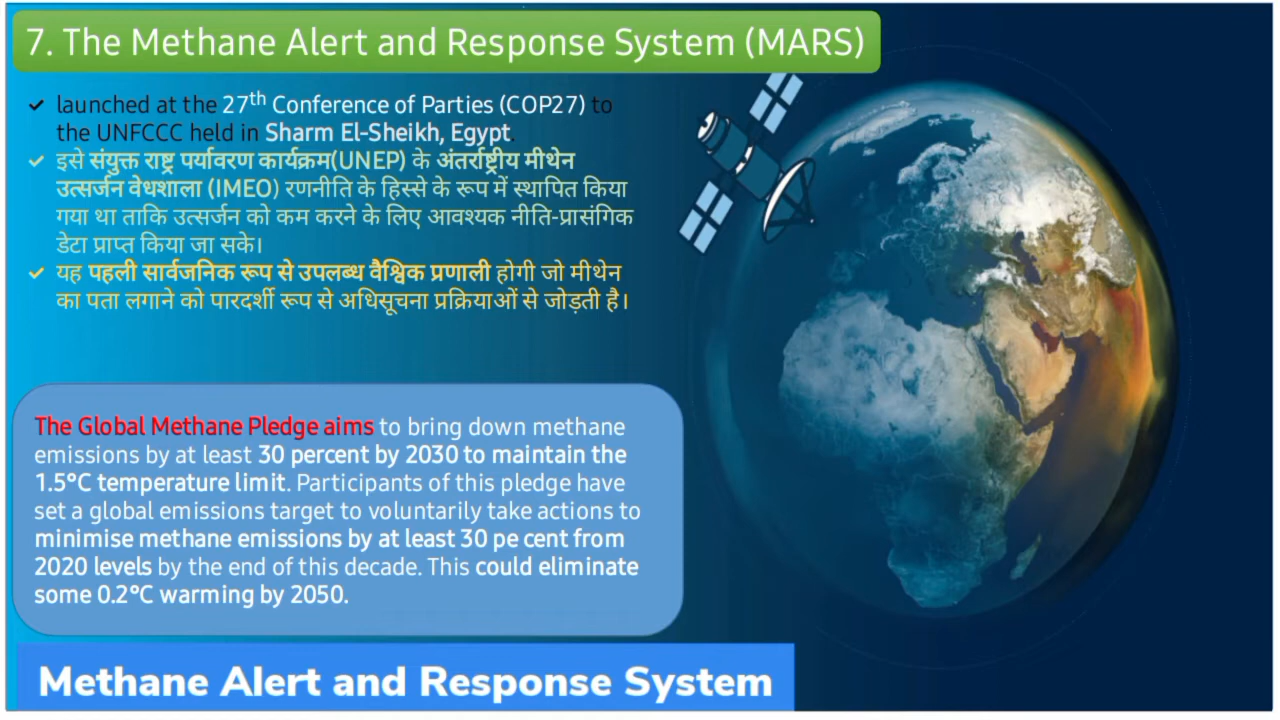 7. The Methane Alert and Response System (MARS)
✓ launched at the 27th Conference of Parties (COP27) to
the UNFCCC held in Sharm El-Sheikh, Egypt.
✓ इसे संयुक्त राष्ट्र पर्यावरण कार्यक्रम(UNEP) के अंतर्राष्ट्रीय मीथेन
उत्सर्जन वेधशाला (IMEO) रणनीति के हिस्से के रूप में स्थापित किया
गया था ताकि उत्सर्जन को कम करने के लिए आवश्यक नीति-प्रासंगिक
डेटा प्राप्त किया जा सके।
✓ यह पहली सार्वजनिक रूप से उपलब्ध वैश्विक प्रणाली होगी जो मीथेन
का पता लगाने को पारदर्शी रूप से अधिसूचना प्रक्रियाओं से जोड़ती है।
The Global Methane Pledge aims to bring down methane
emissions by at least 30 percent by 2030 to maintain the
1.5°C temperature limit. Participants of this pledge have
set a global emissions target to voluntarily take actions to
minimise methane emissions by at least 30 pe cent from
2020 levels by the end of this decade. This could eliminate
some 0.2°C warming by 2050.
Methane Alert and Response System